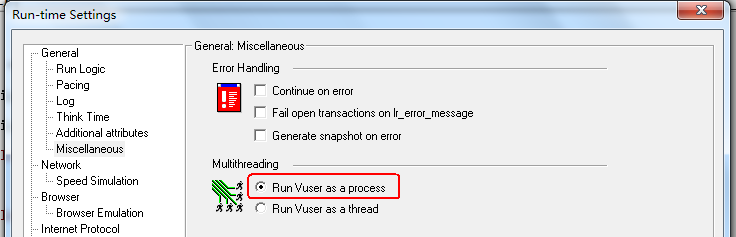 Run-time Settings
General
Run Logic
Pacing
Log
Think Time
Additional attributes
Miscellaneous
Network
Speed Simulation
Browser
Browser Emulation
Internet Protocol
General: Miscellaneous
Error Handling
Continue on error
Fail open transactions on lr_error_message
Generate snapshot on error
Multithreading
Run Vuser as a process
Run Vuser as a thread